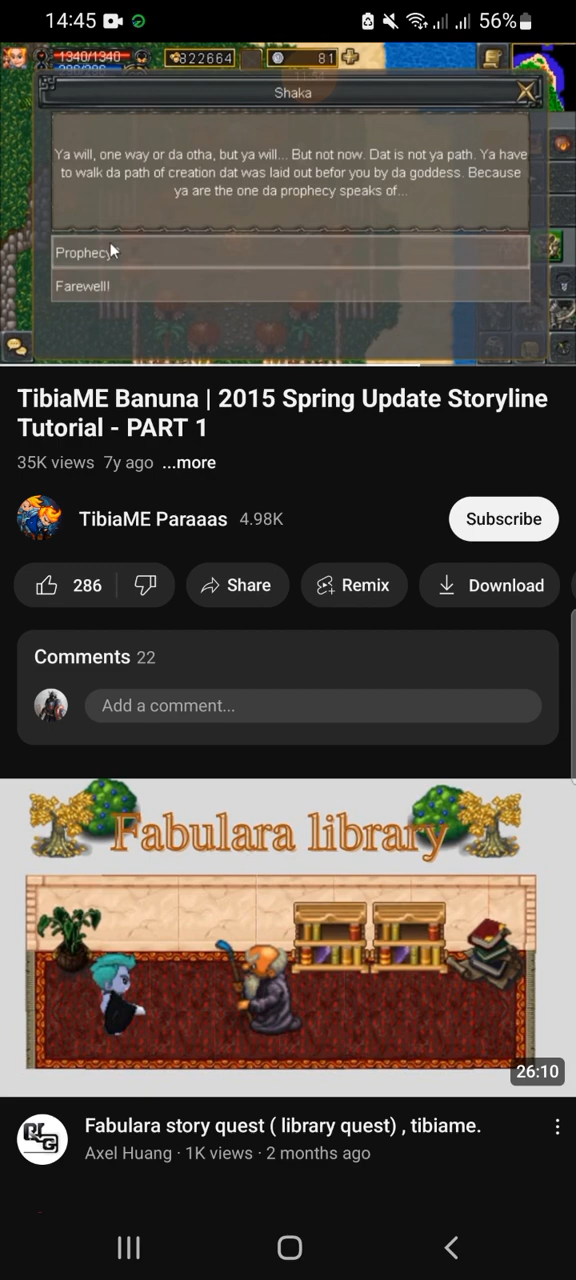 14:45
56%
1340/1340
822664
81
Shaka
Ya will, one way or da otha, but ya will... But not now. Dat is not ya path. Ya have
to walk da path of creation dat was laid out befor you by da goddess. Because
ya are the one da prophecy speaks of...
Prophecy
Farewell!
TibiaME Banuna | 2015 Spring Update Storyline
Tutorial - PART 1
35K views 7y ago ...more
TibiaME Paraaas 4.98K
Subscribe
286
Share
Remix
Download
Comments 22
Add a comment...
Fabulara library
26:10
Fabulara story quest ( library quest) , tibiame.
Axel Huang · 1K views · 2 months ago